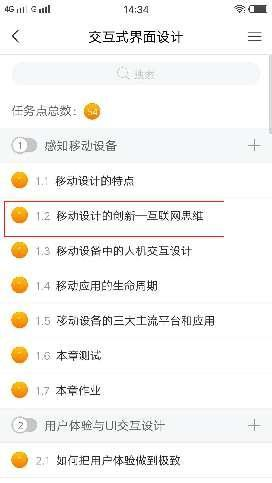 4G G 14:34
交互式界面设计
搜索
任务点总数: 54
1 感知移动设备
1.1 移动设计的特点
1.2 移动设计的创新一互联网思维
1.3 移动设备中的人机交互设计
1.4 移动应用的生命周期
1.5 移动设备的三大主流平台和应用
1.6 本章测试
1.7 本章作业
2 用户体验与UI交互设计
2.1 如何把用户体验做到极致